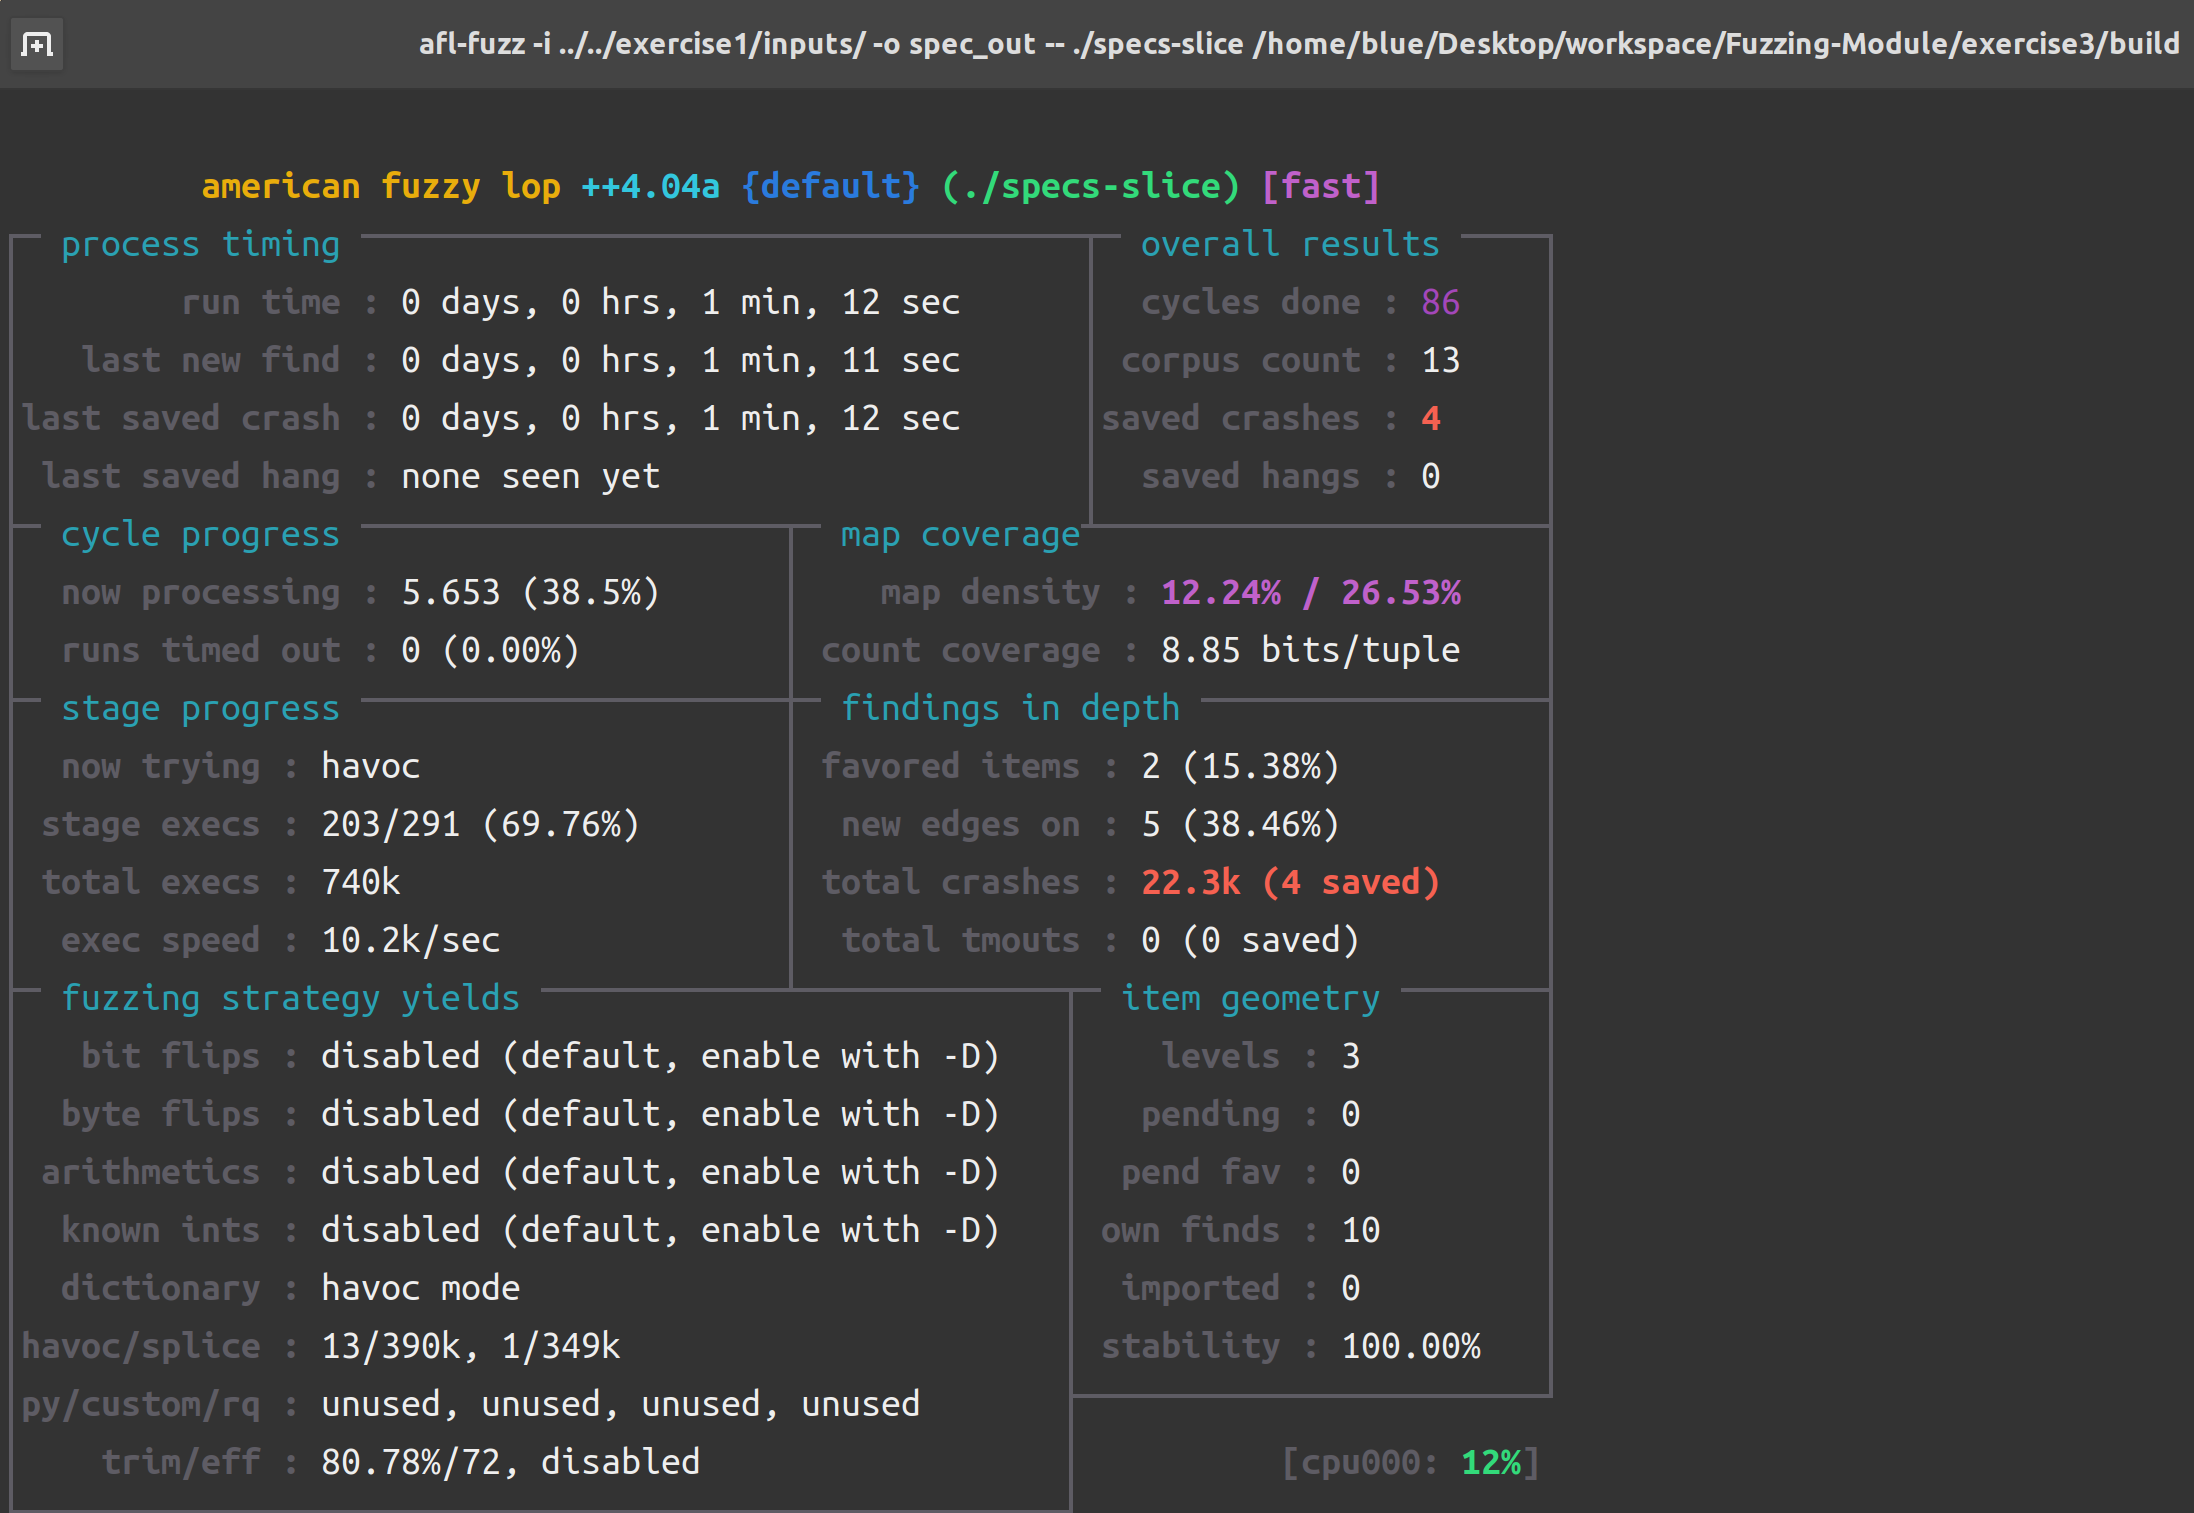 afl-fuzz -i ../../exercise1/inputs/ -o spec_out -- ./specs-slice /home/blue/Desktop/workspace/Fuzzing-Module/exercise3/build
american fuzzy lop ++4.04a {default} (./specs-slice) [fast]
process timing overall results
run time : 0 days, 0 hrs, 1 min, 12 sec cycles done : 86
last new find : 0 days, 0 hrs, 1 min, 11 sec corpus count : 13
last saved crash : 0 days, 0 hrs, 1 min, 12 sec saved crashes : 4
last saved hang : none seen yet saved hangs : 0
cycle progress map coverage
now processing : 5.653 (38.5%) map density : 12.24% / 26.53%
runs timed out : 0 (0.00%) count coverage : 8.85 bits/tuple
stage progress findings in depth
now trying : havoc favored items : 2 (15.38%)
stage execs : 203/291 (69.76%) new edges on : 5 (38.46%)
total execs : 740k total crashes : 22.3k (4 saved)
exec speed : 10.2k/sec total tmouts : 0 (0 saved)
fuzzing strategy yields item geometry
bit flips : disabled (default, enable with -D) levels : 3
byte flips : disabled (default, enable with -D) pending : 0
arithmetics : disabled (default, enable with -D) pend fav : 0
known ints : disabled (default, enable with -D) own finds : 10
dictionary : havoc mode imported : 0
havoc/splice : 13/390k, 1/349k stability : 100.00%
py/custom/rq : unused, unused, unused, unused
trim/eff : 80.78%/72, disabled [cpu000: 12%]